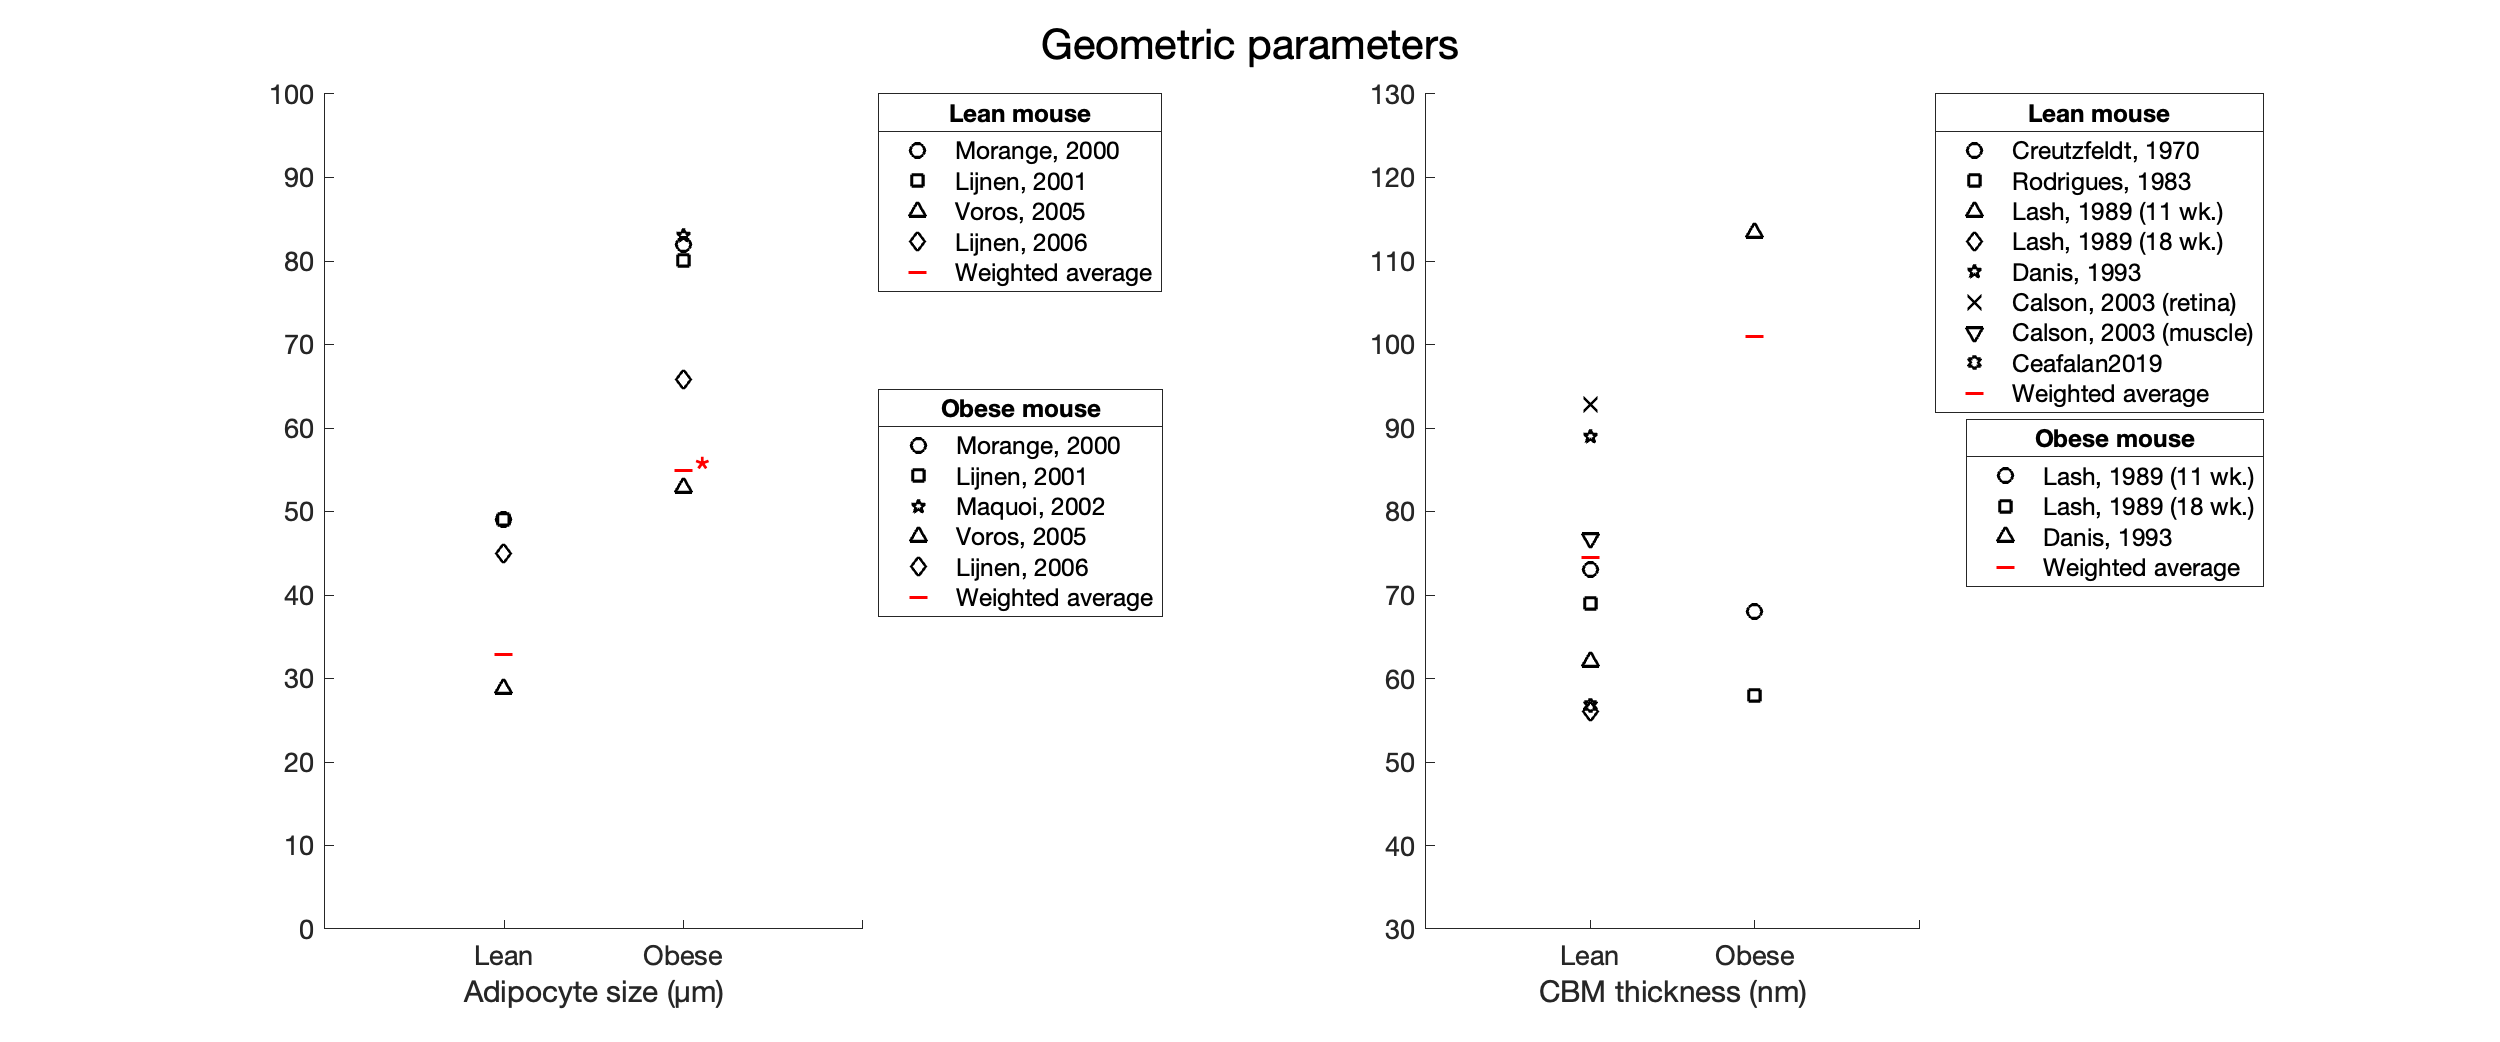 Geometric parameters
100
90
80
70
60
50
40
30
20
10
0
Lean Obese
Adipocyte size (µm)
*
Lean mouse
Morange, 2000
Lijnen, 2001
Voros, 2005
Lijnen, 2006
Weighted average
Obese mouse
Morange, 2000
Lijnen, 2001
Maquoi, 2002
Voros, 2005
Lijnen, 2006
Weighted average
130
120
110
100
90
80
70
60
50
40
30
Lean Obese
CBM thickness (nm)
Lean mouse
Creutzfeldt, 1970
Rodrigues, 1983
Lash, 1989 (11 wk.)
Lash, 1989 (18 wk.)
Danis, 1993
Calson, 2003 (retina)
Calson, 2003 (muscle)
Ceafalan2019
Weighted average
Obese mouse
Lash, 1989 (11 wk.)
Lash, 1989 (18 wk.)
Danis, 1993
Weighted average